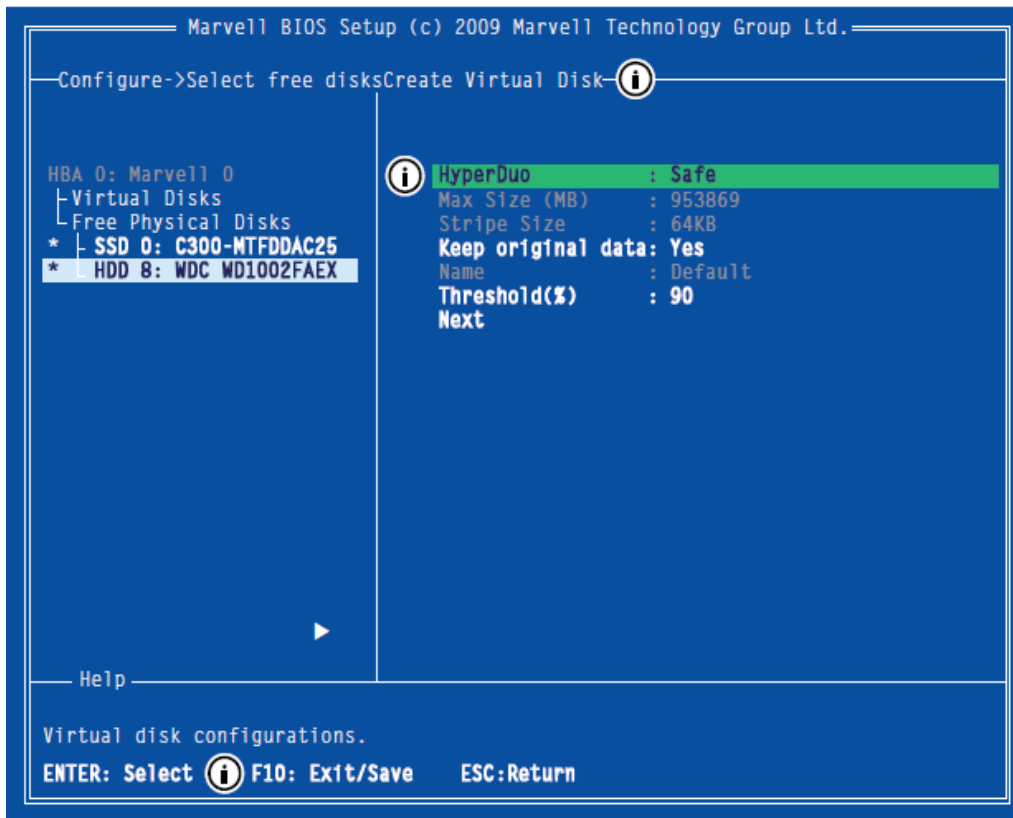 Marvell BIOS Setup (c) 2009 Marvell Technology Group Ltd.
Configure->Select free disksCreate Virtual Disk
HBA 0: Marvell 0
Virtual Disks
Free Physical Disks
* SSD 0: C300-MTFDDAC25
* HDD 8: WDC WD1002FAEX
HyperDuo : Safe
Max Size (MB) : 953869
Stripe Size : 64KB
Keep original data: Yes
Name : Default
Threshold(%) : 90
Next
Help
Virtual disk configurations.
ENTER: Select F10: Exit/Save ESC:Return